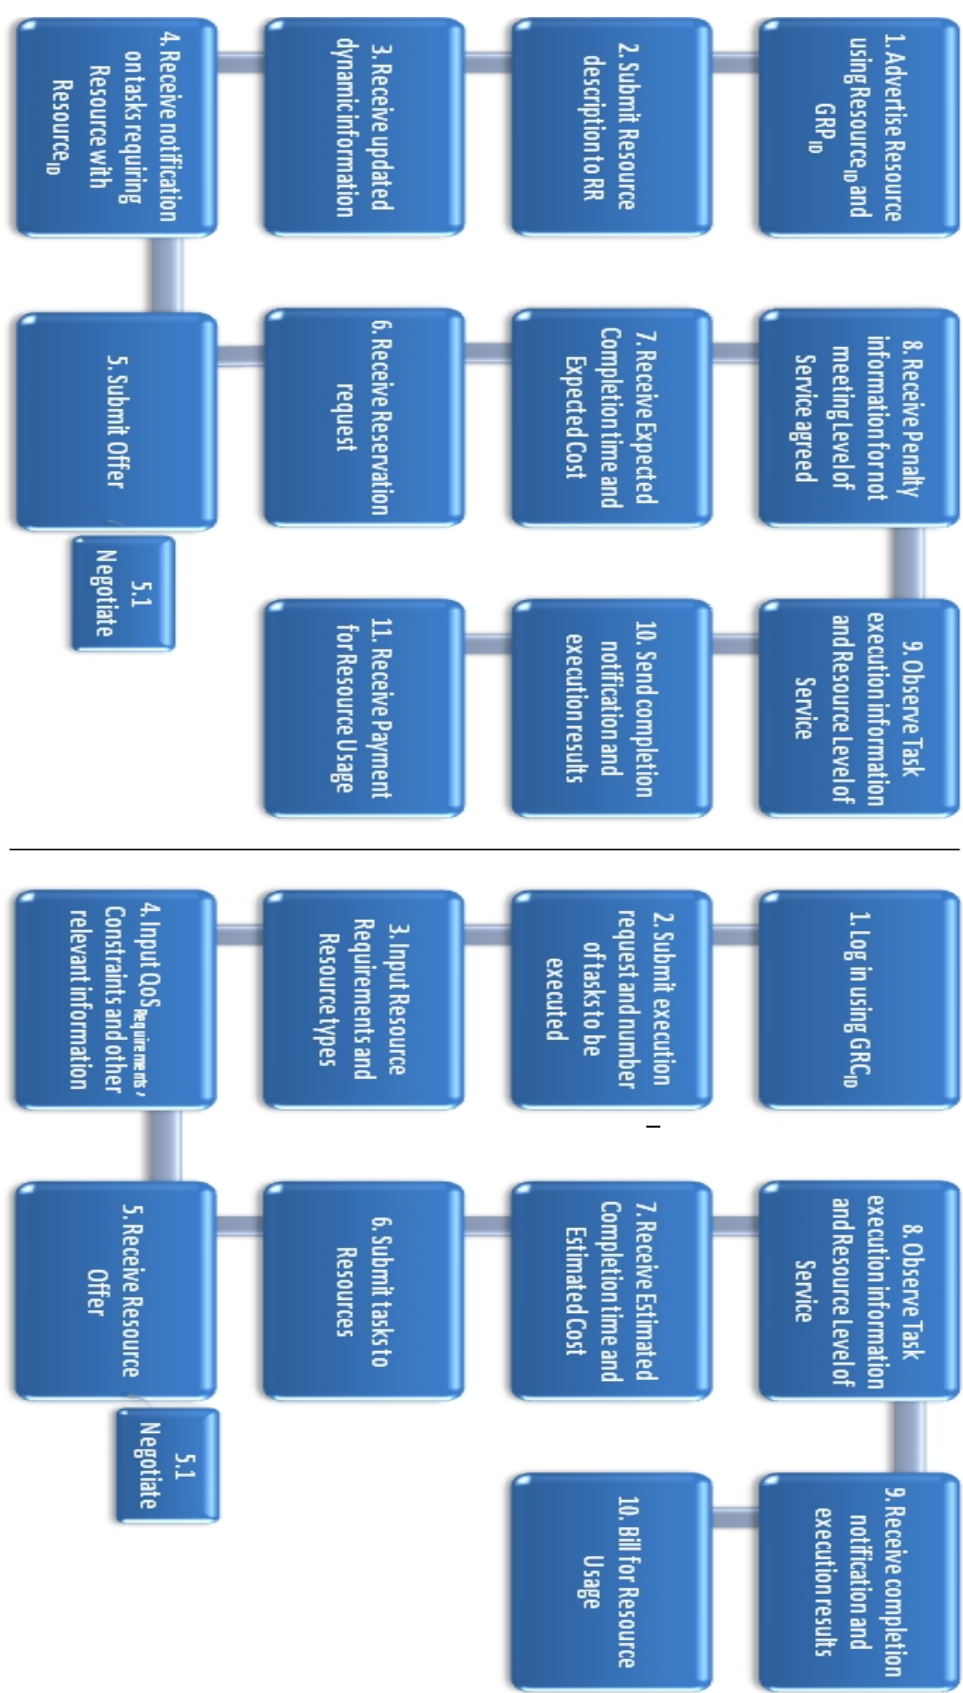 1. Advertise Resource
using Resource_ID and
GRP_ID
2. Submit Resource
description to RR
3. Receive updated
dynamic information
4. Receive notification
on tasks requiring
Resource with
Resource_ID
5. Submit Offer
5.1
Negotiate
6. Receive Reservation
request
7. Receive Expected
Completion time and
Expected Cost
8. Receive Penalty
information for not
meeting Level of
Service agreed
9. Observe Task
execution information
and Resource Level of
Service
10. Send completion
notification and
execution results
11. Receive Payment
for Resource Usage
1. Log in using GRC_ID
2. Submit execution
request and number
of tasks to be
executed
3. Input Resource
Requirements and
Resource types
4. Input QoS_Requirements,
Constraints and other
relevant information
5. Receive Resource
Offer
5.1
Negotiate
6. Submit tasks to
Resources
7. Receive Estimated
Completion time and
Estimated Cost
8. Observe Task
execution information
and Resource Level of
Service
9. Receive completion
notification and
execution results
10. Bill for Resource
Usage